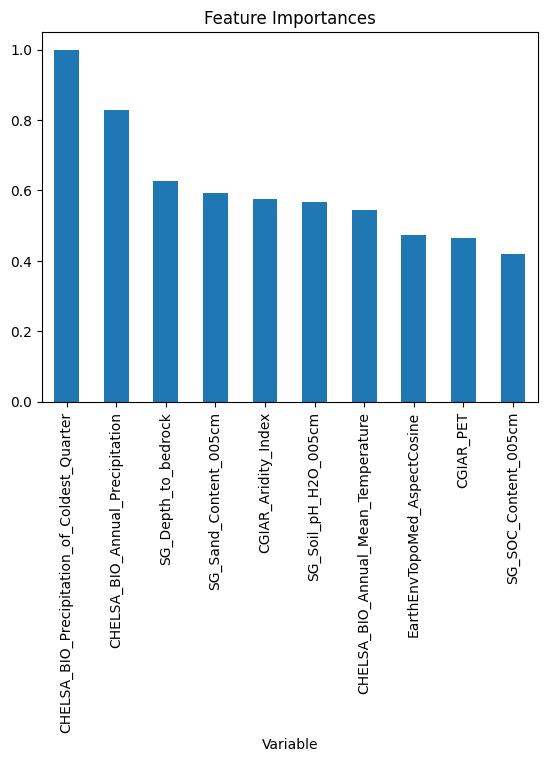 Feature Importances
1.0
0.8
0.6
0.4
0.2
0.0
CHELSA_BIO_Precipitation_of_Coldest_Quarter
CHELSA_BIO_Annual_Precipitation
SG_Depth_to_bedrock
SG_Sand_Content_005cm
CGIAR_Aridity_Index
SG_Soil_pH_H2O_005cm
CHELSA_BIO_Annual_Mean_Temperature
EarthEnvTopoMed_AspectCosine
CGIAR_PET
SG_SOC_Content_005cm
Variable